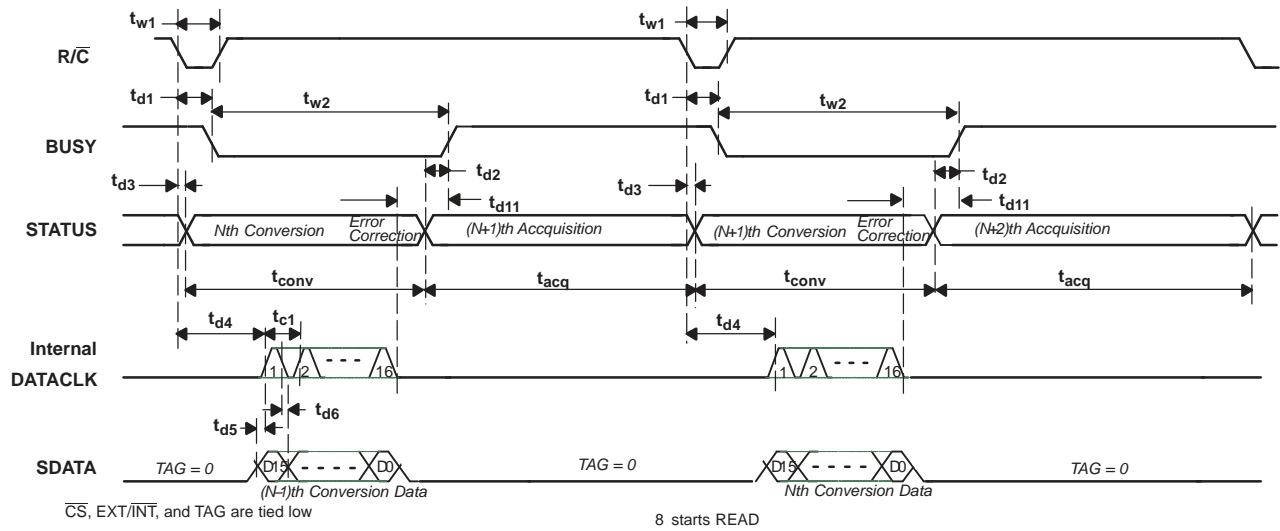 tw1 tw1
R/C̅
td1 tw2 td1 tw2
BUSY
td3 td2 td3 td2
td11 td11
STATUS Nth Conversion Error Correction (N+1)th Accquisition (N+1)th Conversion Error Correction (N+2)th Accquisition
tconv tacq tconv tacq
td4 tc1 td4
Internal
DATACLK 1 2 - - - 16 1 2 - - - 16
td5 td6
SDATA TAG = 0 D15 - - - - D0 TAG = 0 D15 - - - - D0 TAG = 0
(N-1)th Conversion Data Nth Conversion Data
C̅S̅, EXT/I̅N̅T̅, and TAG are tied low
8 starts READ